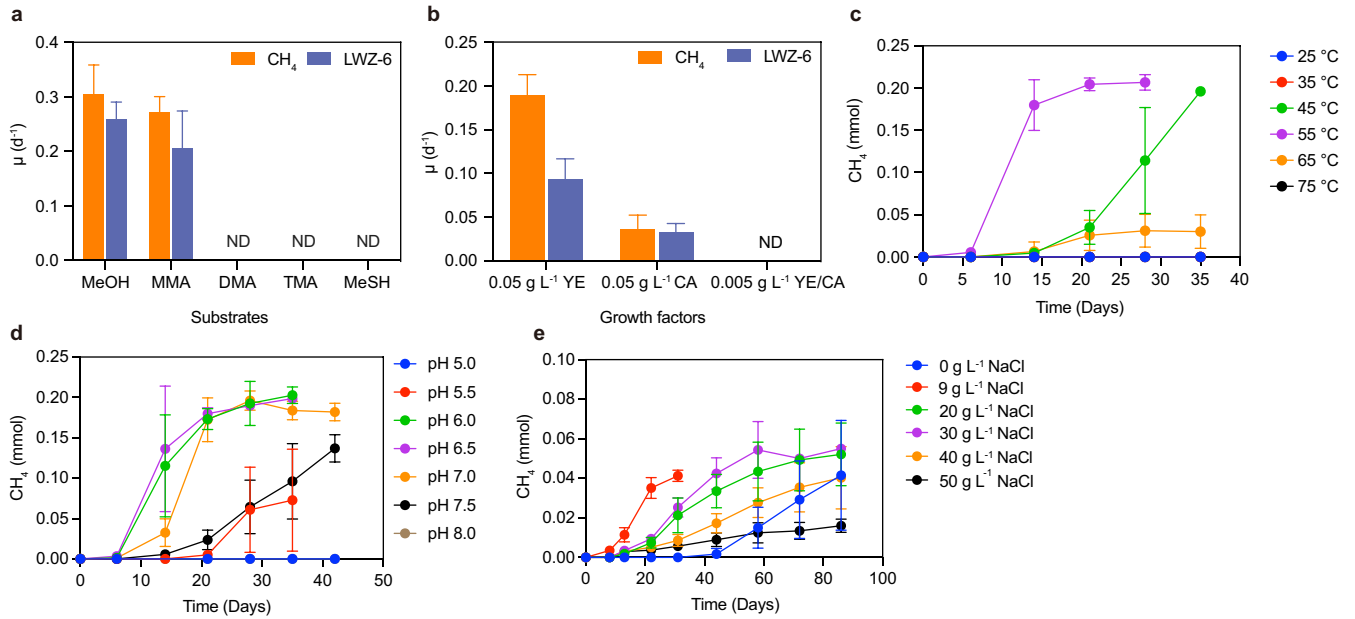 a
0.4
0.3
0.2
0.1
0.0
μ (d⁻¹)
CH₄ LWZ-6
ND ND ND
MeOH MMA DMA TMA MeSH
Substrates
b
0.25
0.20
0.15
0.10
0.05
0.00
μ (d⁻¹)
CH₄ LWZ-6
ND
0.05 g L⁻¹ YE 0.05 g L⁻¹ CA 0.005 g L⁻¹ YE/CA
Growth factors
c
0.25
0.20
0.15
0.10
0.05
0.00
CH₄ (mmol)
0 5 10 15 20 25 30 35 40
Time (Days)
25 °C
35 °C
45 °C
55 °C
65 °C
75 °C
d
0.25
0.20
0.15
0.10
0.05
0.00
CH₄ (mmol)
0 10 20 30 40 50
Time (Days)
pH 5.0
pH 5.5
pH 6.0
pH 6.5
pH 7.0
pH 7.5
pH 8.0
e
0.10
0.08
0.06
0.04
0.02
0.00
CH₄ (mmol)
0 20 40 60 80 100
Time (Days)
0 g L⁻¹ NaCl
9 g L⁻¹ NaCl
20 g L⁻¹ NaCl
30 g L⁻¹ NaCl
40 g L⁻¹ NaCl
50 g L⁻¹ NaCl